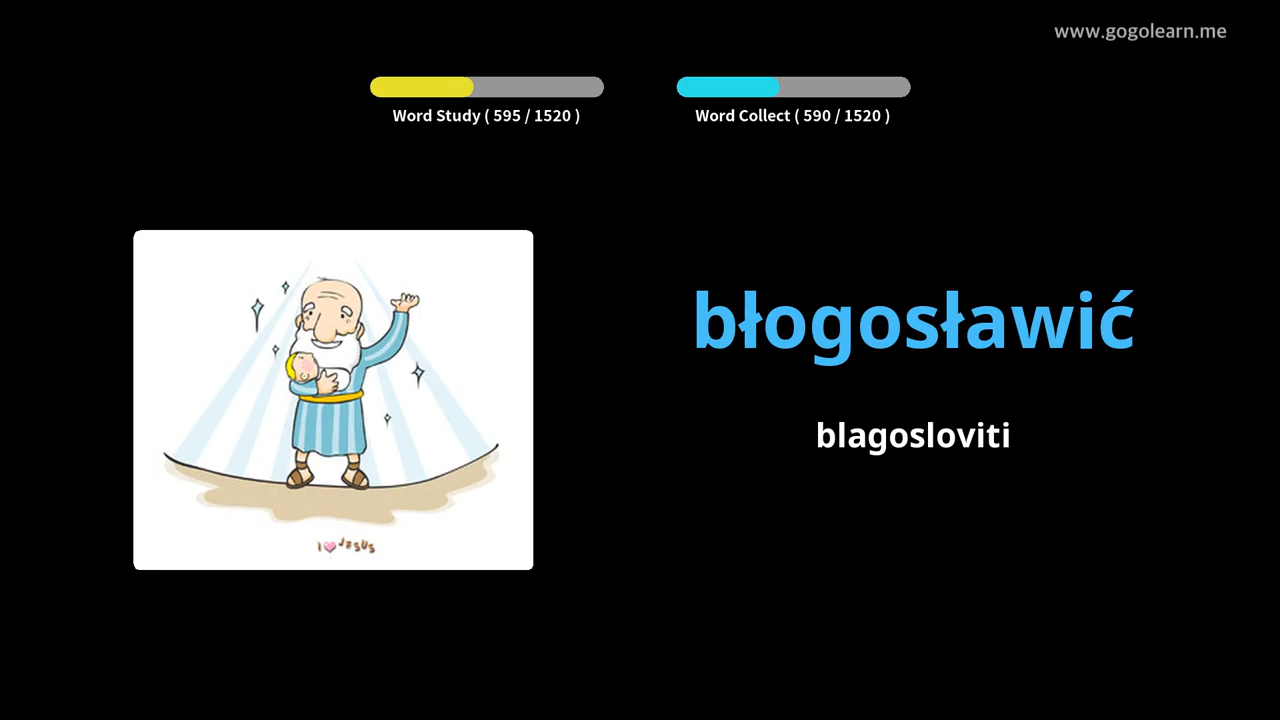 www.gogolearn.me
Word Study ( 595 / 1520 )
Word Collect ( 590 / 1520 )
błogosławić
blagosloviti
I JESUS